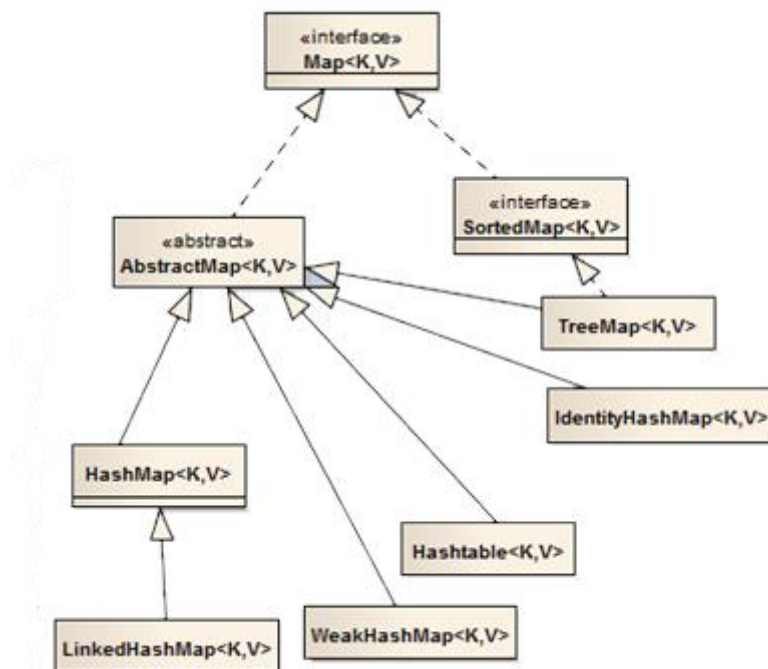 «interface»
Map<K,V>
«interface»
SortedMap<K,V>
«abstract»
AbstractMap<K,V>
TreeMap<K,V>
IdentityHashMap<K,V>
HashMap<K,V>
Hashtable<K,V>
WeakHashMap<K,V>
LinkedHashMap<K,V>